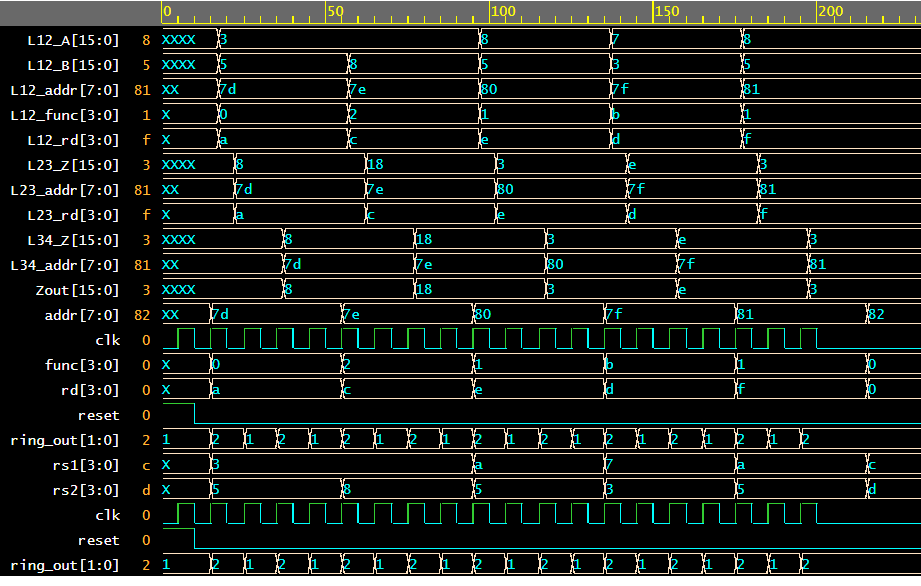 0 50 100 150 200
L12_A[15:0] 8 XXXX 3 8 7 8
L12_B[15:0] 5 XXXX 5 8 5 3 5
L12_addr[7:0] 81 XX 7d 7e 80 7f 81
L12_func[3:0] 1 X 0 2 1 b 1
L12_rd[3:0] f X a c e d f
L23_Z[15:0] 3 XXXX 8 18 3 e 3
L23_addr[7:0] 81 XX 7d 7e 80 7f 81
L23_rd[3:0] f X a c e d f
L34_Z[15:0] 3 XXXX 8 18 3 e 3
L34_addr[7:0] 81 XX 7d 7e 80 7f 81
Zout[15:0] 3 XXXX 8 18 3 e 3
addr[7:0] 82 XX 7d 7e 80 7f 81 82
clk 0
func[3:0] 0 X 0 2 1 b 1 0
rd[3:0] 0 X a c e d f 0
reset 0
ring_out[1:0] 2 1 2 1 2 1 2 1 2 1 2 1 2 1 2 1 2 1 2 1 2
rs1[3:0] c X 3 a 7 a c
rs2[3:0] d X 5 8 5 3 5 d
clk 0
reset 0
ring_out[1:0] 2 1 2 1 2 1 2 1 2 1 2 1 2 1 2 1 2 1 2 1 2